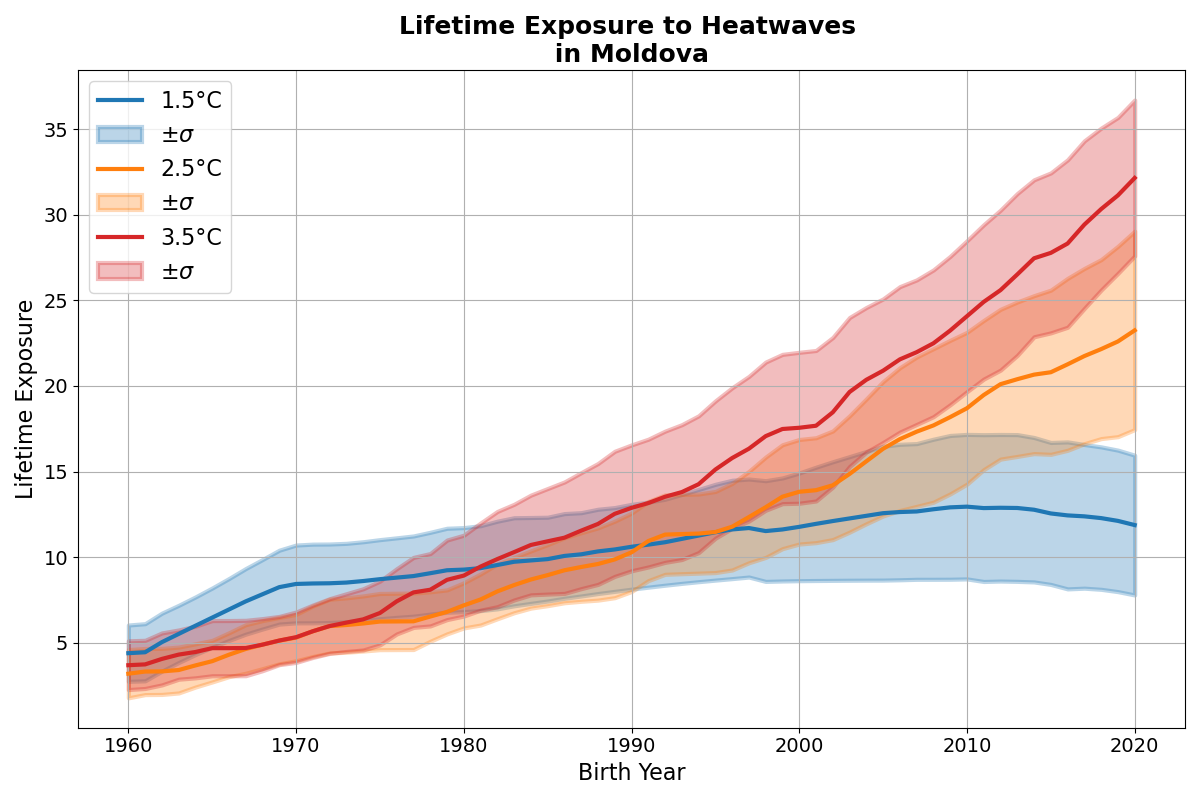 Lifetime Exposure to Heatwaves
in Moldova
1.5°C
±σ
2.5°C
±σ
3.5°C
±σ
Lifetime Exposure
35
30
25
20
15
10
5
1960 1970 1980 1990 2000 2010 2020
Birth Year